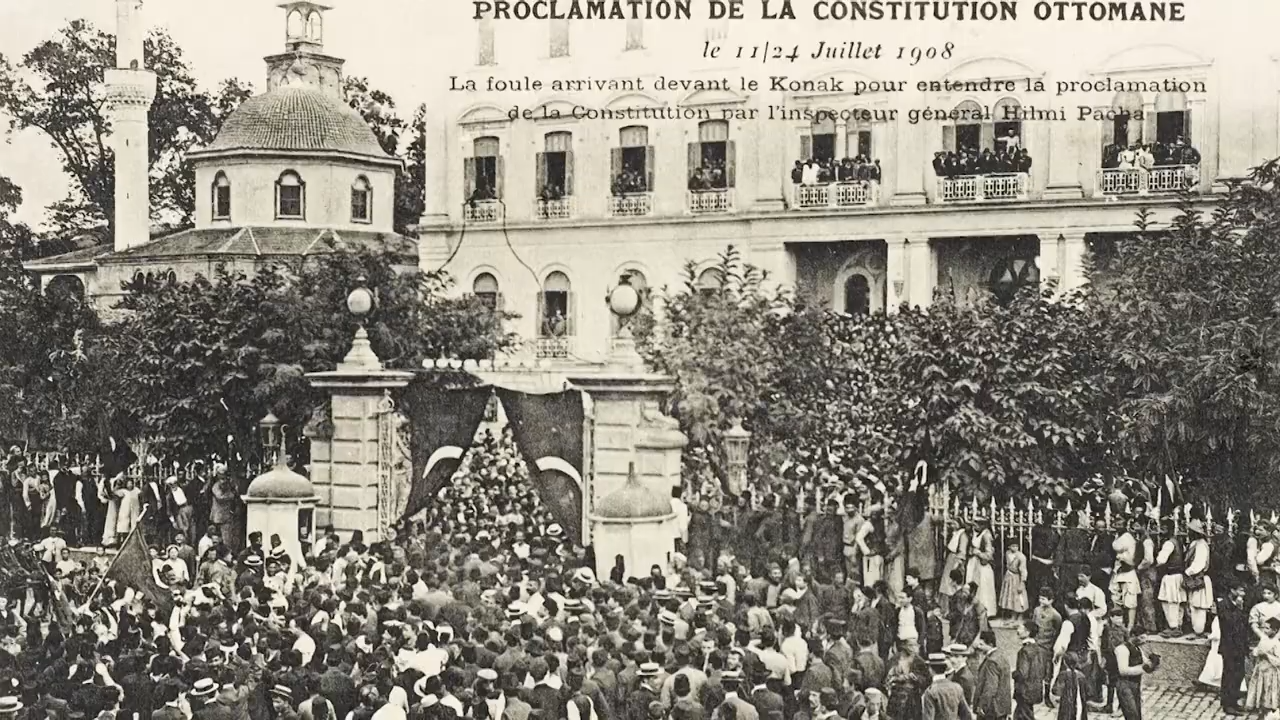 PROCLAMATION DE LA CONSTITUTION OTTOMANE
le 11/24 Juillet 1908
La foule arrivant devant le Konak pour entendre la proclamation
de la Constitution par l'inspecteur général Hilmi Pacha